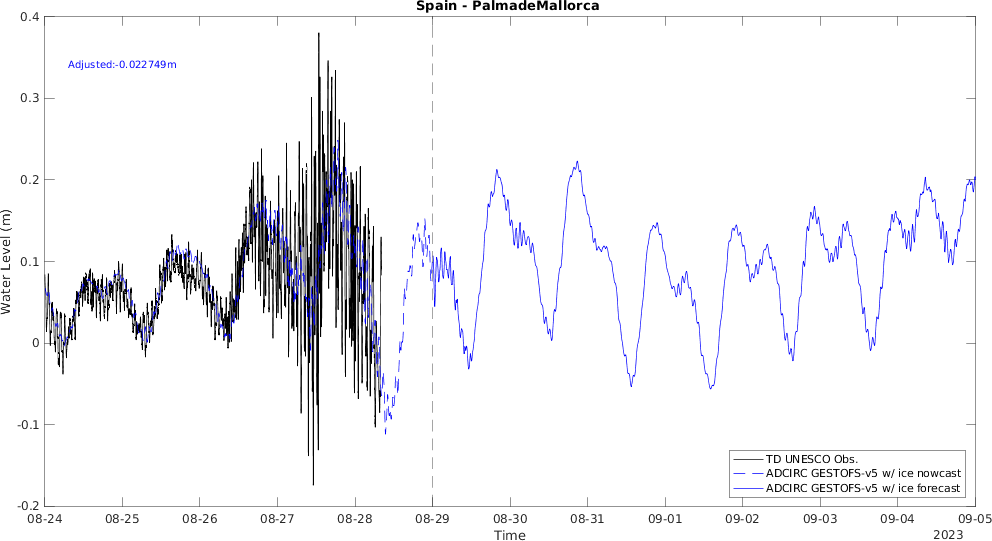 Spain - PalmadeMallorca
Adjusted:-0.022749m
Water Level (m)
0.4
0.3
0.2
0.1
0
-0.1
-0.2
TD UNESCO Obs.
ADCIRC GESTOFS-v5 w/ ice nowcast
ADCIRC GESTOFS-v5 w/ ice forecast
08-24 08-25 08-26 08-27 08-28 08-29 08-30 08-31 09-01 09-02 09-03 09-04 09-05
Time
2023